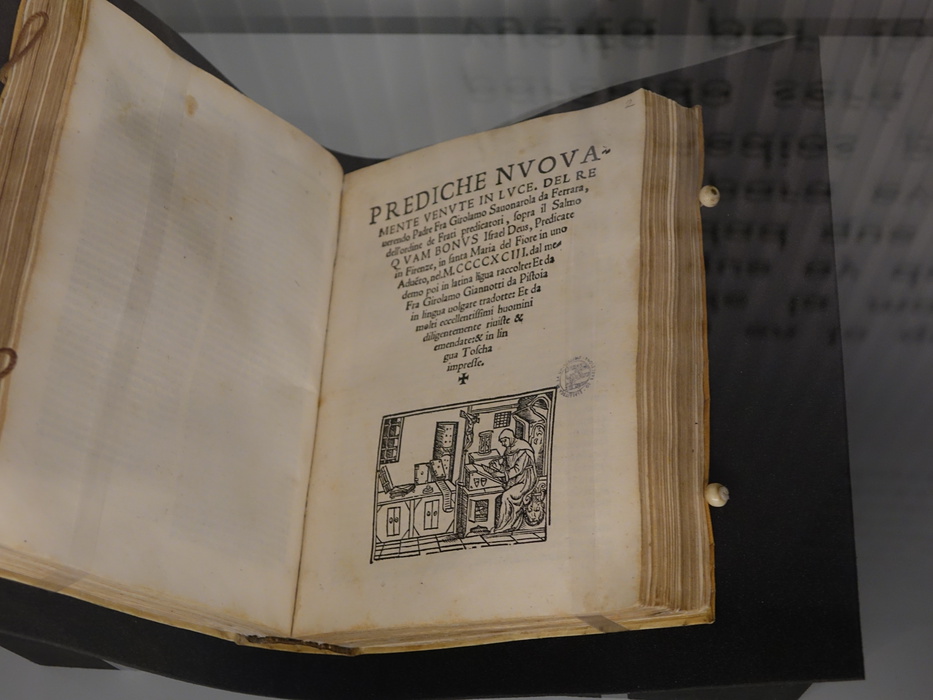 PREDICHE NVOVA-
MENTE VENVTE IN LVCE. DEL RE
uerendo Padre Fra Girolamo Sauonarola da Ferrara,
dell'ordine de Frati predicatori, sopra il Salmo
QVAM BONVS Israel Deus, Predicate
in Firenze, in santa Maria del Fiore in uno
Aduẽto, nel.M.CCCCXCIII.dal me-
demo poi in latina lĩgua raccolte: Et da
Fra Girolamo Giannotti da Pistoia
in lingua uolgare tradotte: Et da
molti eccellentissimi huomini
diligentemente riuiste &
emendate: & in lin
gua Toscha
impresse.